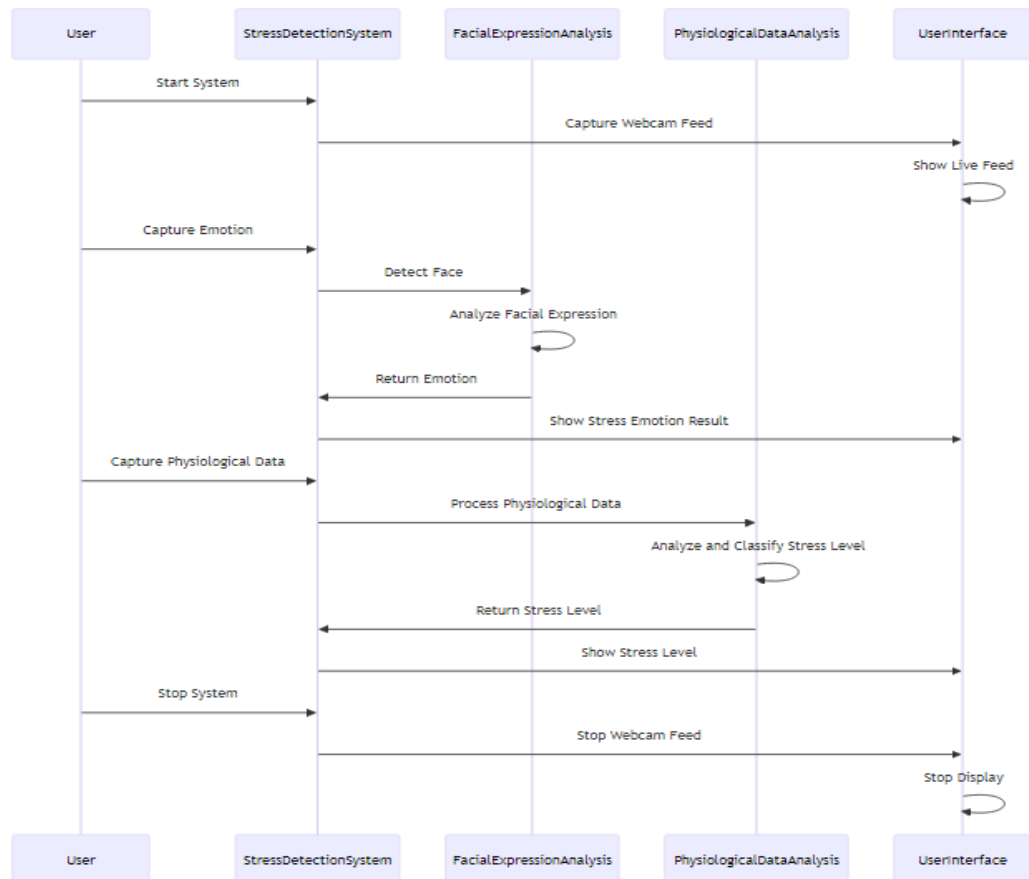 User
StressDetectionSystem
FacialExpressionAnalysis
PhysiologicalDataAnalysis
UserInterface
Start System
Capture Webcam Feed
Show Live Feed
Capture Emotion
Detect Face
Analyze Facial Expression
Return Emotion
Show Stress Emotion Result
Capture Physiological Data
Process Physiological Data
Analyze and Classify Stress Level
Return Stress Level
Show Stress Level
Stop System
Stop Webcam Feed
Stop Display
User
StressDetectionSystem
FacialExpressionAnalysis
PhysiologicalDataAnalysis
UserInterface